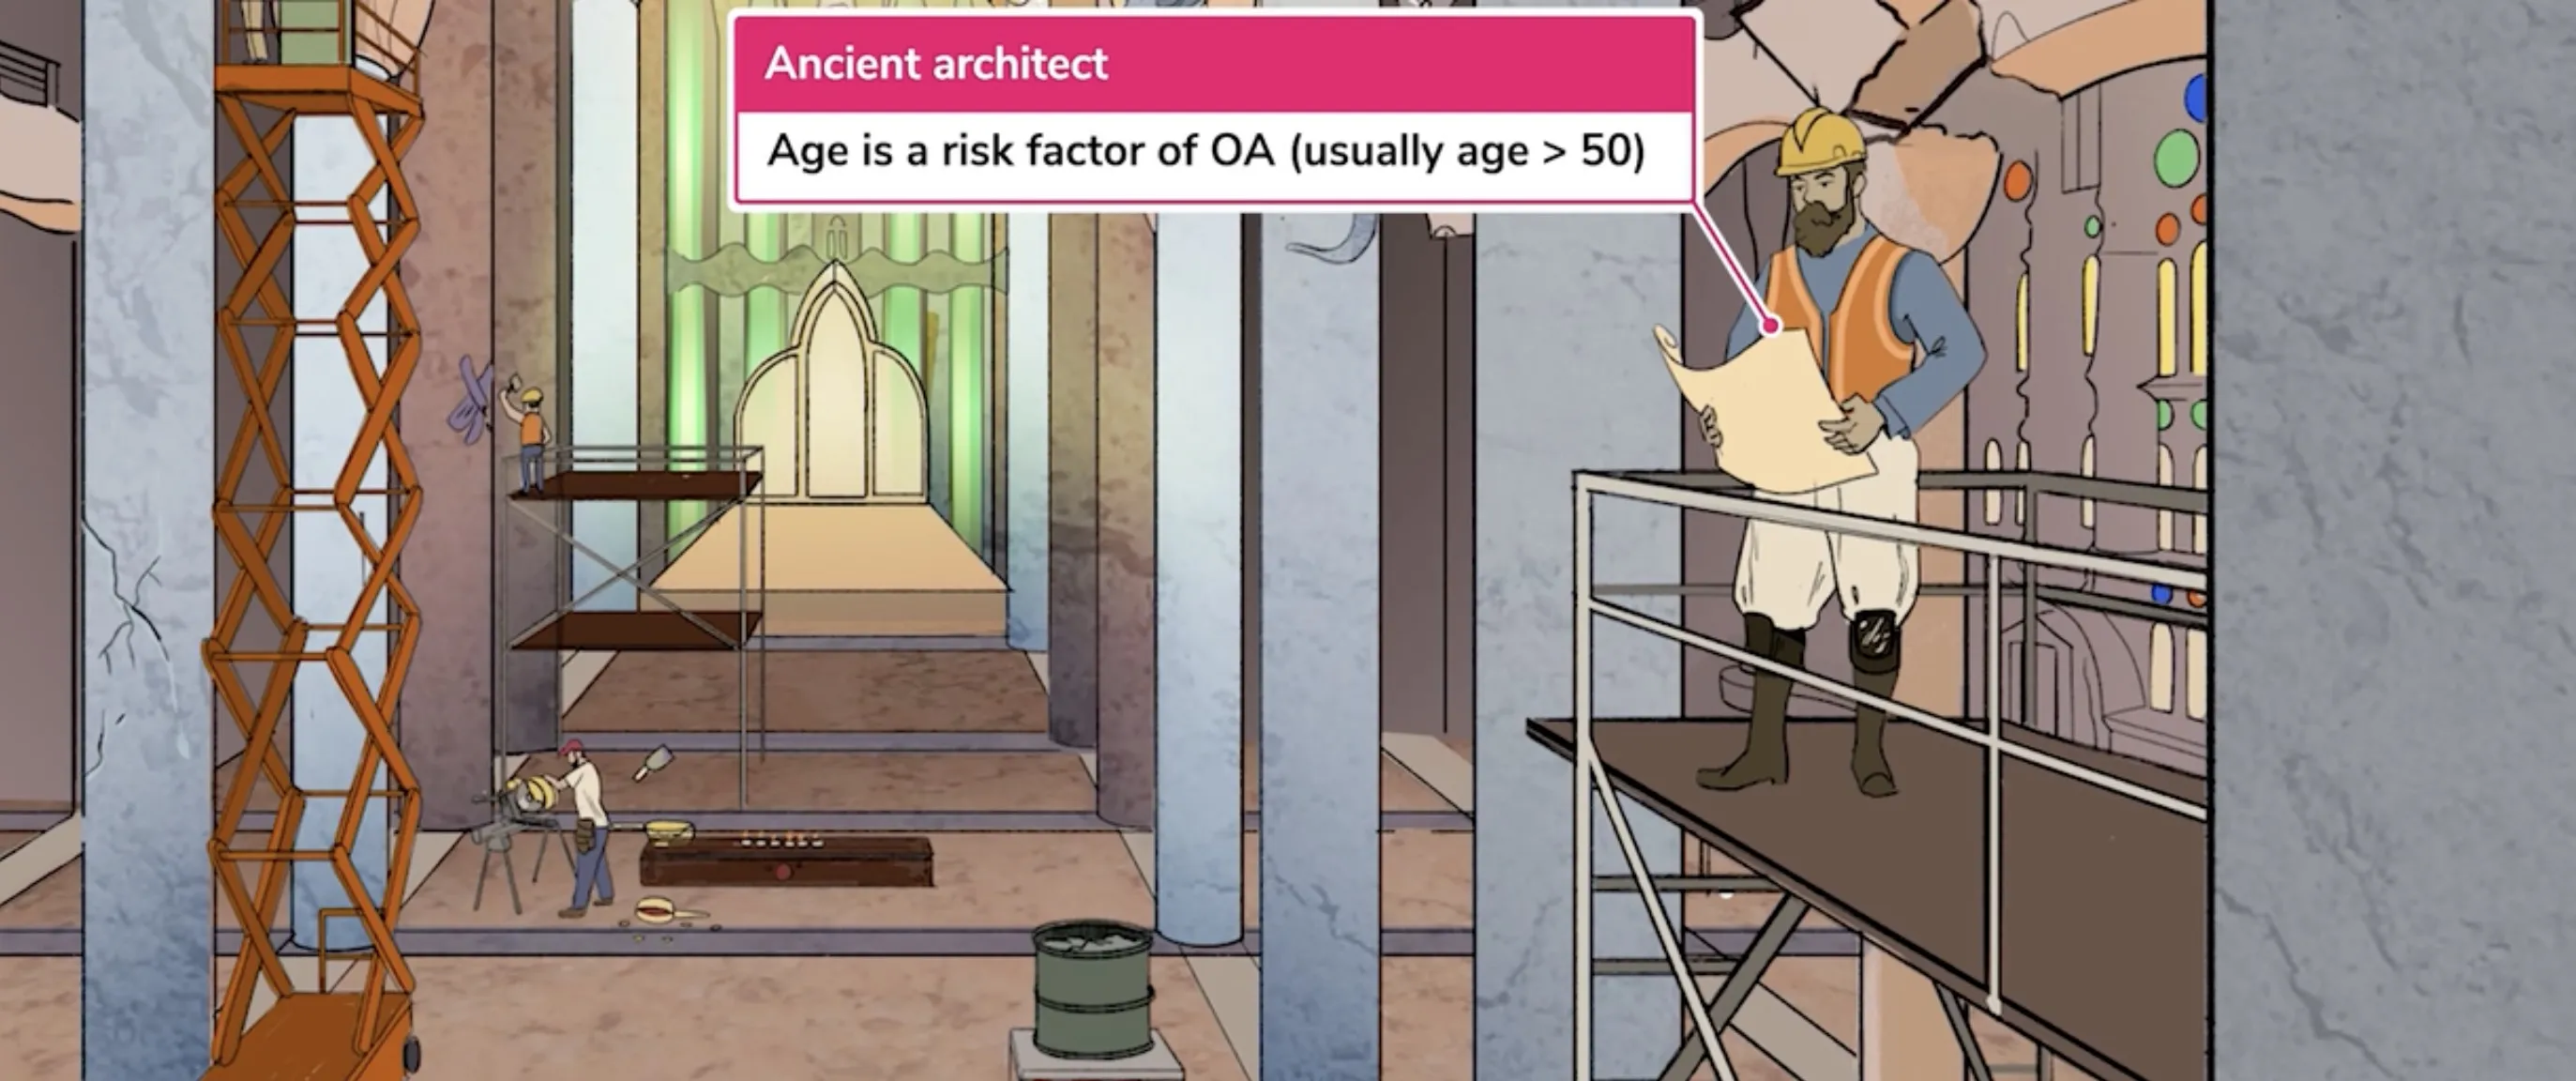 Ancient architect
Age is a risk factor of OA (usually age > 50)